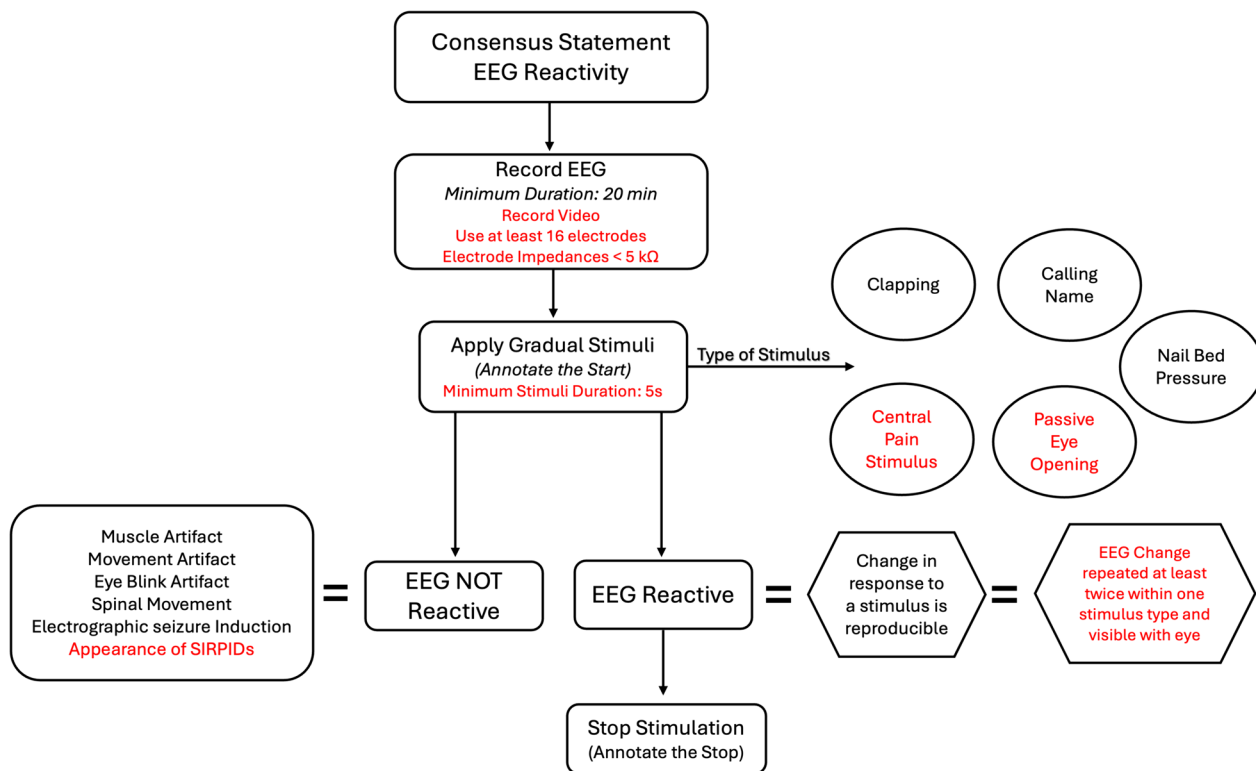 Consensus Statement
EEG Reactivity
Record EEG
Minimum Duration: 20 min
Record Video
Use at least 16 electrodes
Electrode Impedances < 5 kΩ
Apply Gradual Stimuli
(Annotate the Start)
Minimum Stimuli Duration: 5s
Type of Stimulus
Clapping
Calling
Name
Nail Bed
Pressure
Central
Pain
Stimulus
Passive
Eye
Opening
Muscle Artifact
Movement Artifact
Eye Blink Artifact
Spinal Movement
Electrographic seizure Induction
Appearance of SIRPIDs
=
EEG NOT
Reactive
EEG Reactive
=
Change in
response to
a stimulus is
reproducible
=
EEG Change
repeated at least
twice within one
stimulus type and
visible with eye
Stop Stimulation
(Annotate the Stop)